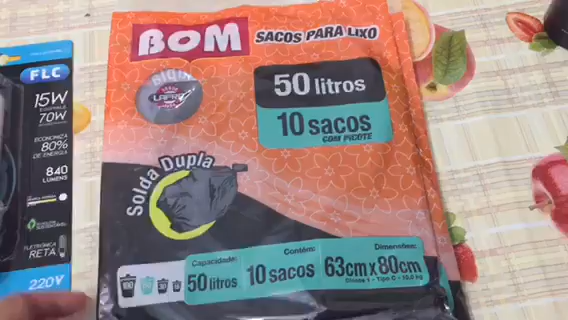 BOM
SACOS PARA LIXO
50 litros
10 sacos
COM PICOTE
Solda Dupla
Capacidade:
50 litros
Contém:
10 sacos
Dimensões:
63cm x 80cm
FLC
15W
70W
ECONOMIZA
80%
DE ENERGIA
840
LUMENS
ELETRÔNICA
RETA
220V